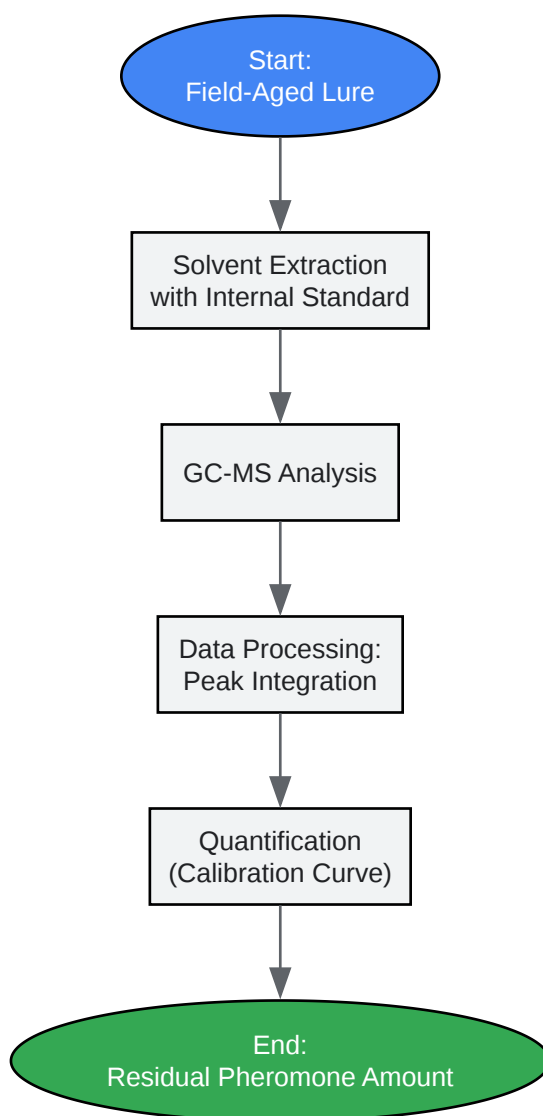 Start:
Field-Aged Lure
Solvent Extraction
with Internal Standard
GC-MS Analysis
Data Processing:
Peak Integration
Quantification
(Calibration Curve)
End:
Residual Pheromone Amount